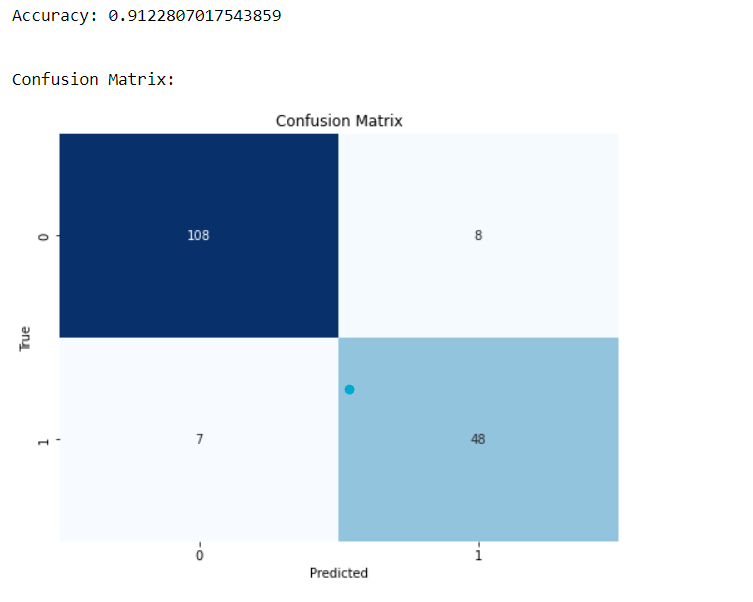 Accuracy: 0.9122807017543859
Confusion Matrix:
Confusion Matrix
0
108
8
True
1
7
48
0
1
Predicted